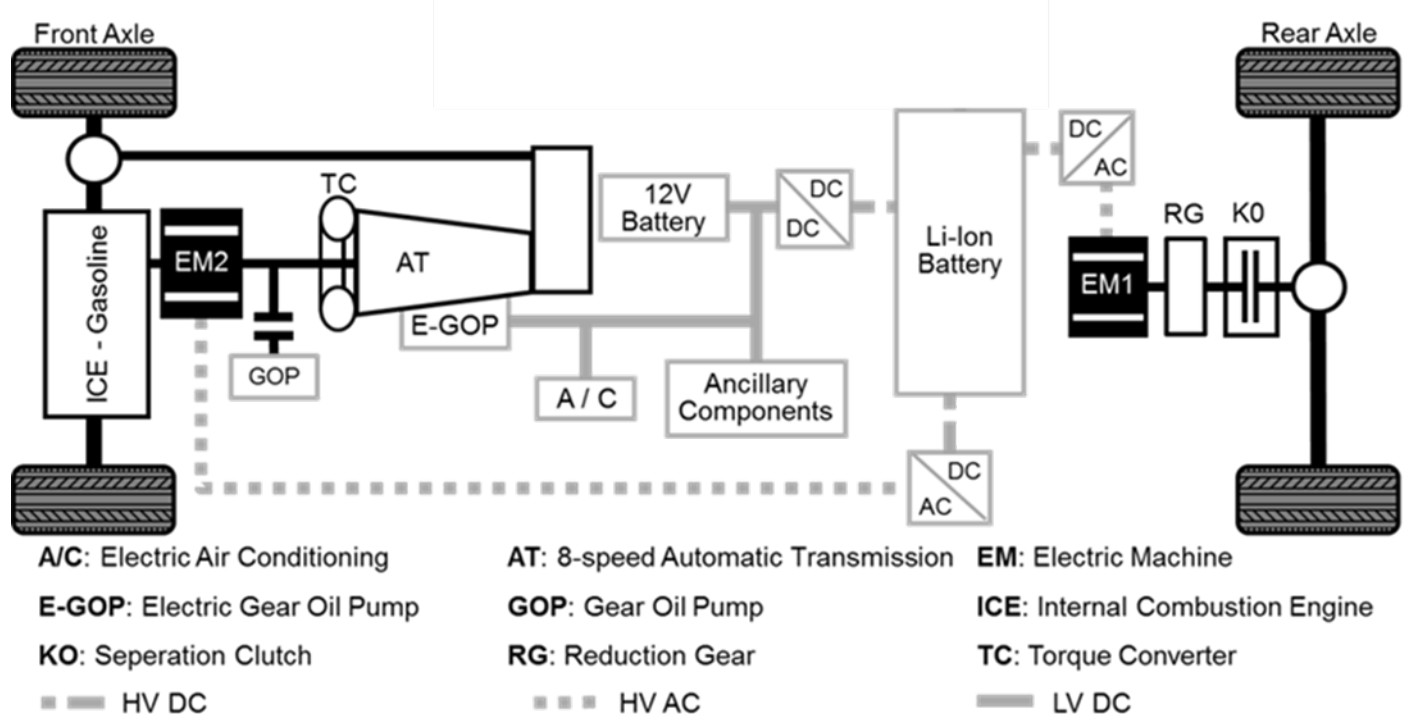 Front Axle
Rear Axle
TC
12V
Battery
DC
DC
Li-Ion
Battery
DC
AC
RG
K0
ICE - Gasoline
EM2
AT
EM1
E-GOP
GOP
A / C
Ancillary
Components
DC
AC
A/C: Electric Air Conditioning
AT: 8-speed Automatic Transmission
EM: Electric Machine
E-GOP: Electric Gear Oil Pump
GOP: Gear Oil Pump
ICE: Internal Combustion Engine
KO: Seperation Clutch
RG: Reduction Gear
TC: Torque Converter
HV DC
HV AC
LV DC